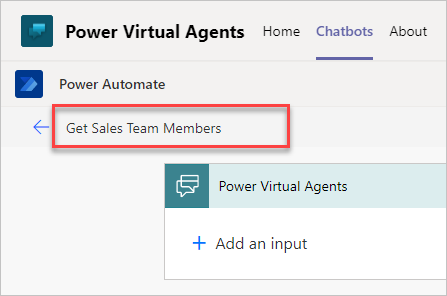 Power Virtual Agents Home Chatbots About
Power Automate
Get Sales Team Members
Power Virtual Agents
+ Add an input